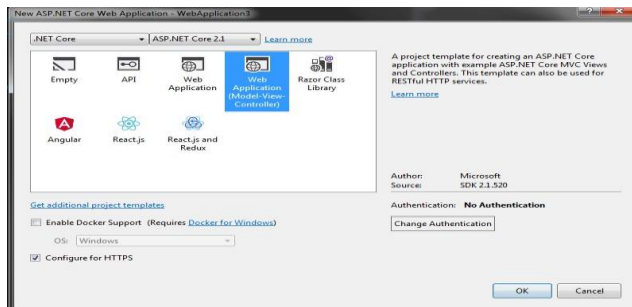 New ASP.NET Core Web Application - WebApplication3
.NET Core
ASP.NET Core 2.1
Learn more
Empty
API
Web
Application
Web
Application
(Model-View-
Controller)
Razor Class
Library
Angular
React.js
React.js and
Redux
A project template for creating an ASP.NET Core
application with example ASP.NET Core MVC Views
and Controllers. This template can also be used for
RESTful HTTP services.
Learn more
Author: Microsoft
Source: SDK 2.1.520
Get additional project templates
Authentication: No Authentication
Enable Docker Support (Requires Docker for Windows)
Change Authentication
OS: Windows
Configure for HTTPS
OK
Cancel